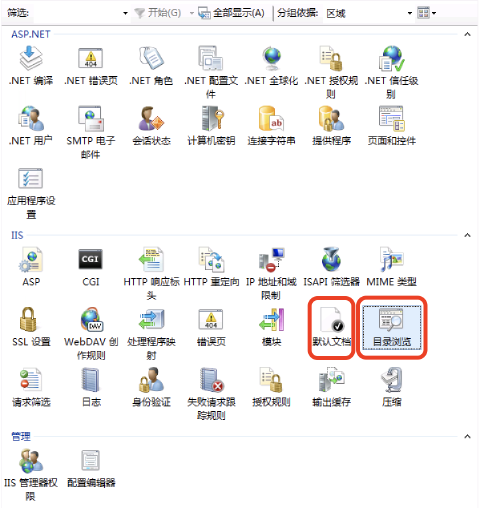 筛选: 开始(G) 全部显示(A) 分组依据: 区域
ASP.NET
.NET 编译 .NET 错误页 .NET 角色 .NET 配置文 .NET 全球化 .NET 授权规 .NET 信任级
件 则 别
404
.NET 用户 SMTP 电子 会话状态 计算机密钥 连接字符串 提供程序 页面和控件
邮件
ab
应用程序设
置
IIS
CGI
ASP CGI HTTP 响应标 HTTP 重定向 IP 地址和域 ISAPI 筛选器 MIME 类型
头 限制
DAV 404
SSL 设置 WebDAV 创 处理程序映 错误页 模块 默认文档 目录浏览
作规则 射
请求筛选 日志 身份验证 失败请求跟 授权规则 输出缓存 压缩
踪规则
管理
IIS 管理器权 配置编辑器
限